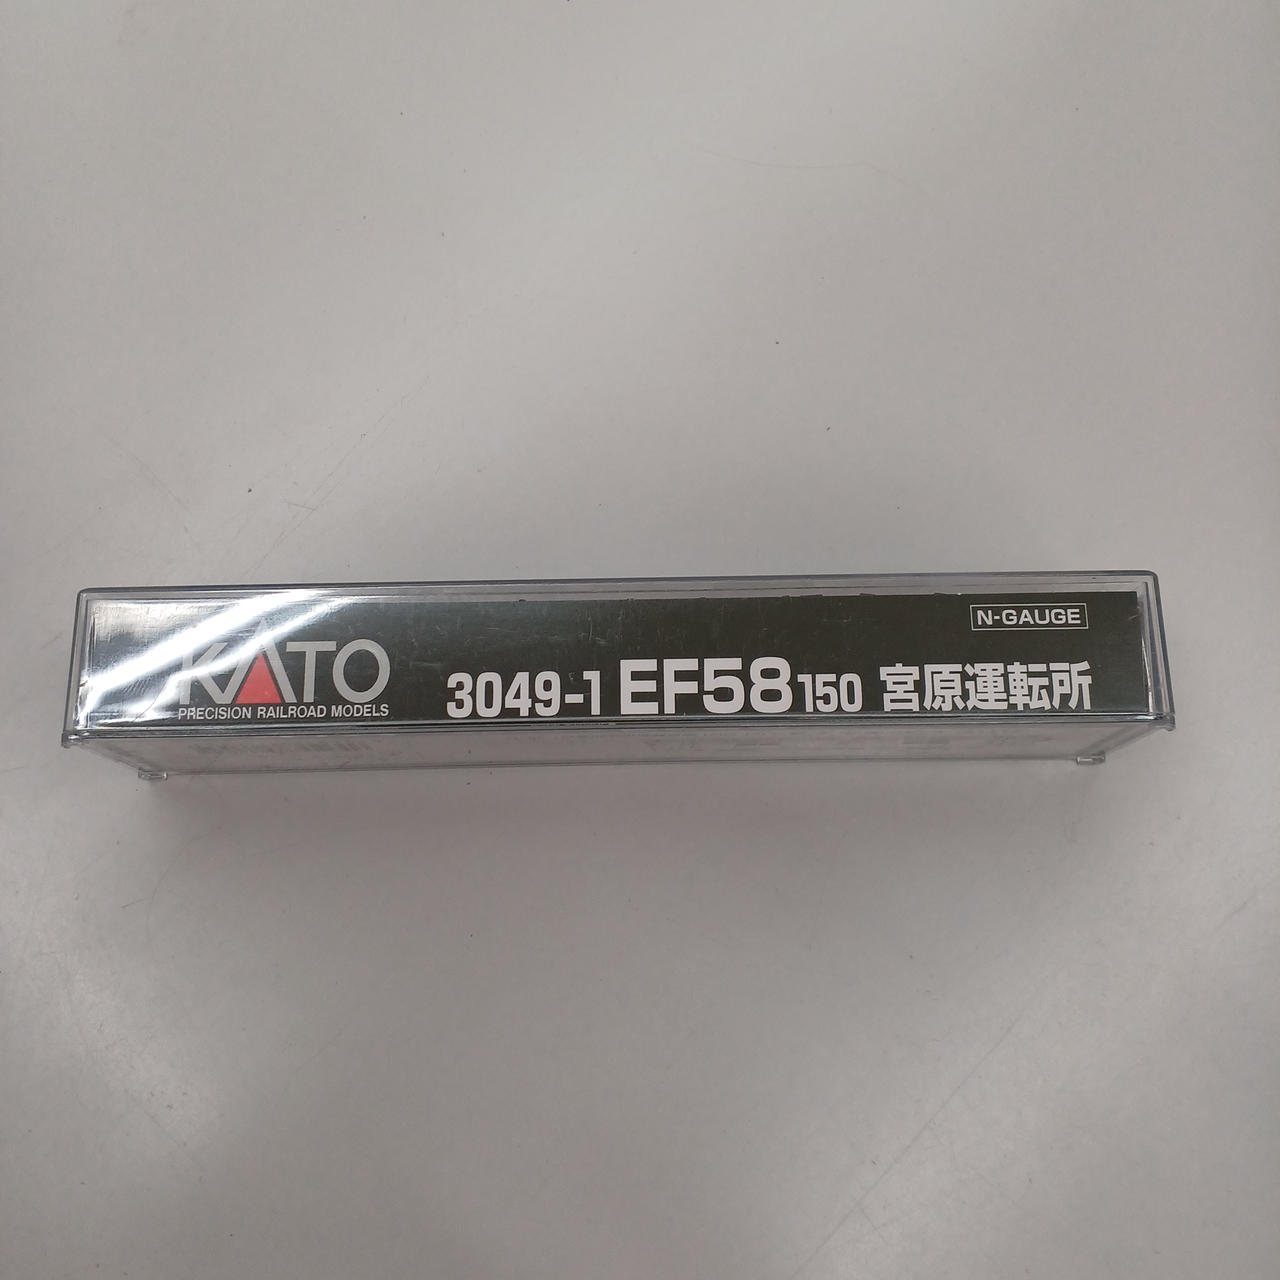 N-GAUGE
KATO
PRECISION RAILROAD MODELS
3049-1 EF58 150 宮原運転所